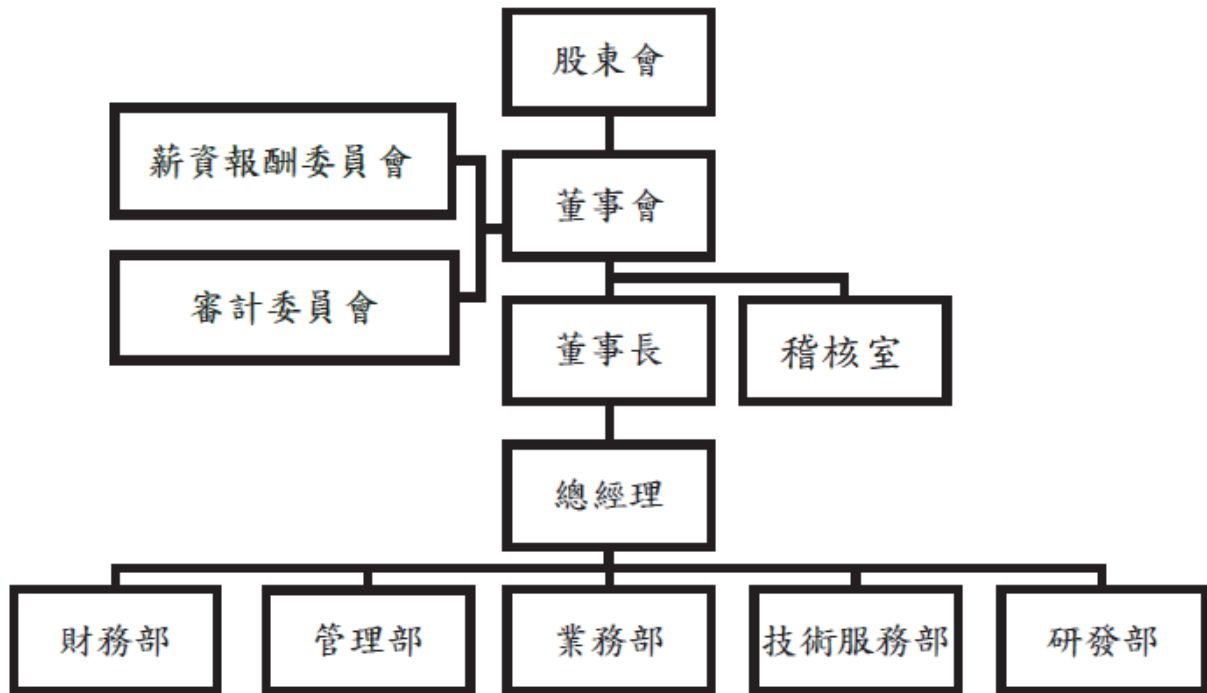 股東會
薪資報酬委員會
董事會
審計委員會
董事長
稽核室
總經理
財務部
管理部
業務部
技術服務部
研發部